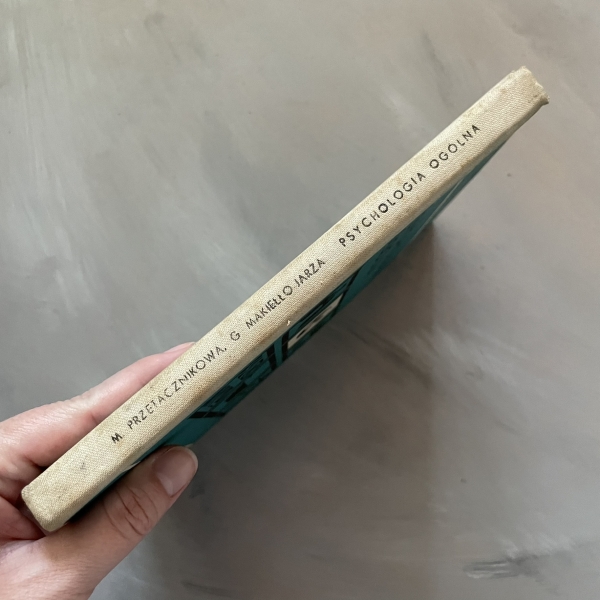 M. PRZETACZNIKOWA, G. MAKIEŁŁO-JARZA PSYCHOLOGIA OGÓLNA